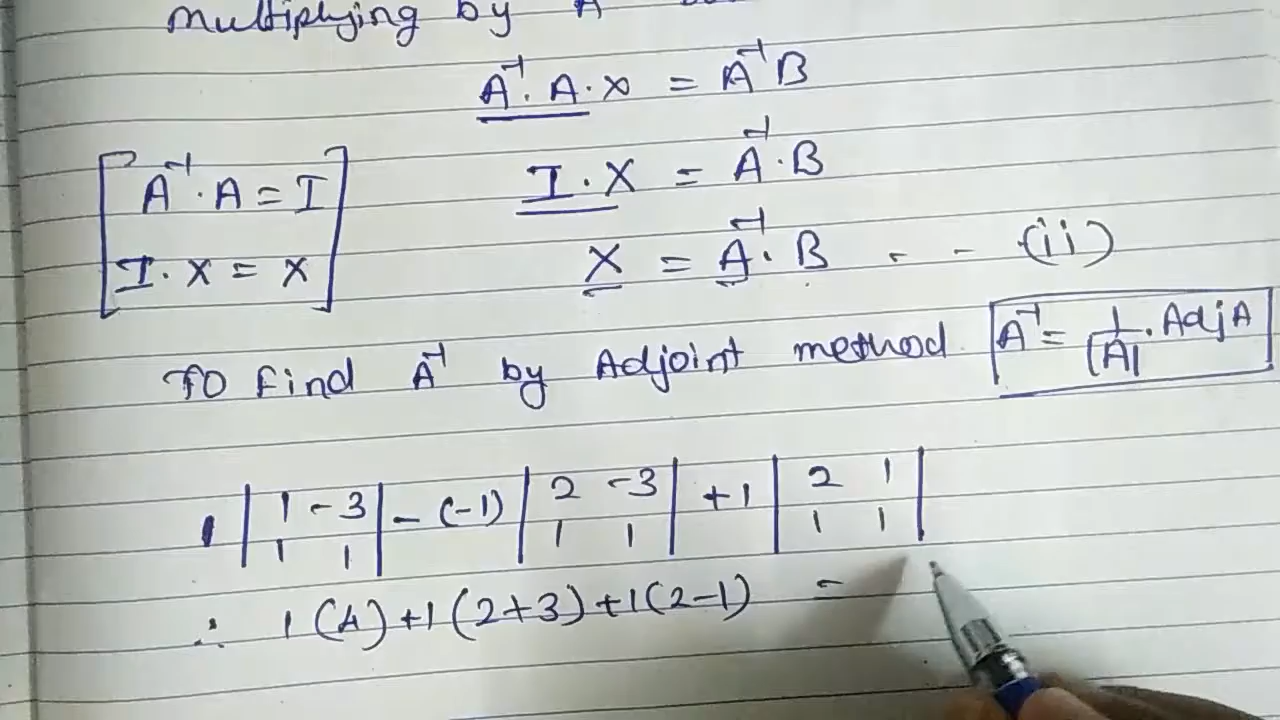 multiplying by A
A⁻¹. A. x = A⁻¹B
I. X = A⁻¹.B
X = A⁻¹. B - - (ii)
A⁻¹. A = I
I. X = X
To Find A⁻¹ by Adjoint method A⁻¹ = 1/|A| . Adj A
1 | 1 -3 | - (-1) | 2 -3 | +1 | 2 1 |
| 1 1 | | 1 1 | | 1 1 |
∴ 1(4)+1(2+3)+1(2-1) =